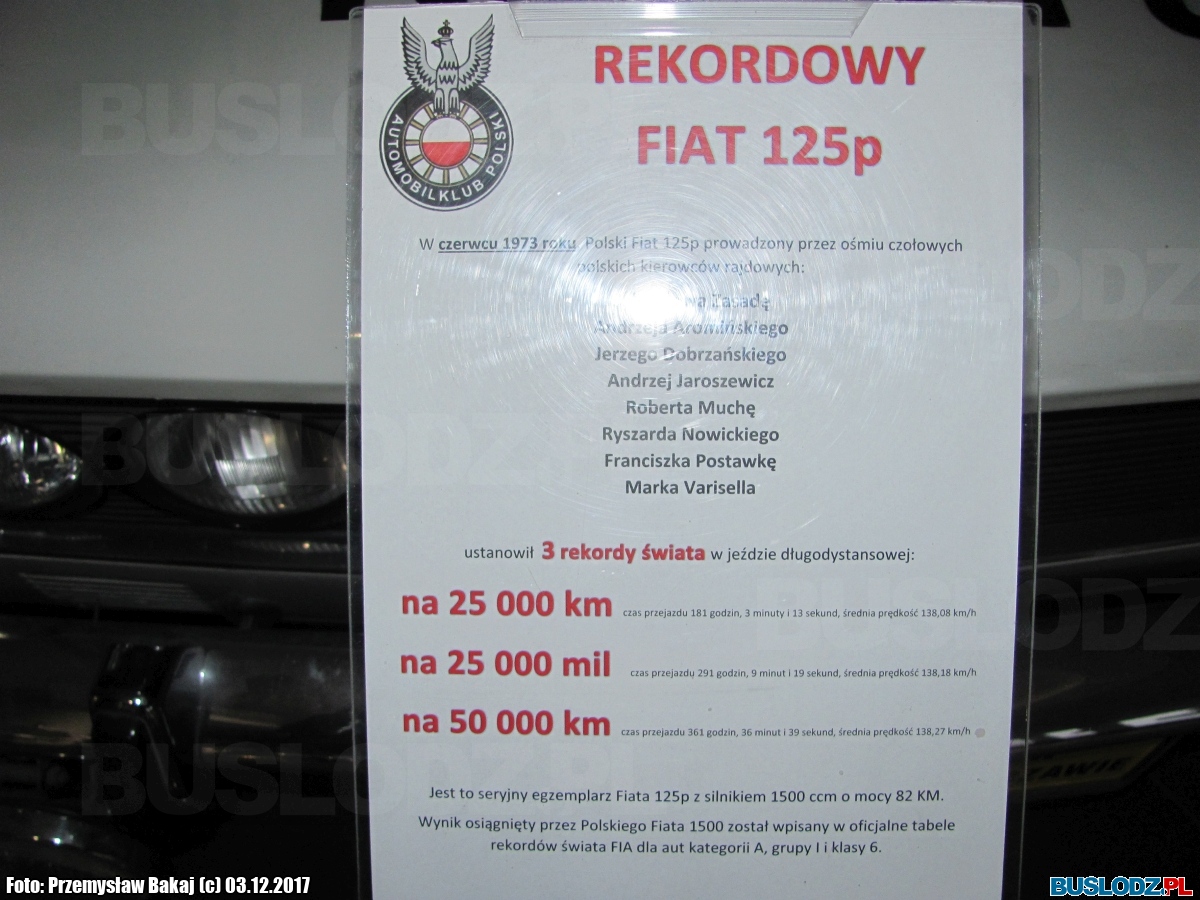 AUTOMOBILKLUB POLSKI
REKORDOWY
FIAT 125p
W czerwcu 1973 roku Polski Fiat 125p prowadzony przez ośmiu czołowych
polskich kierowców rajdowych:
Zasadę
Andrzeja Aromińskiego
Jerzego Dobrzańskiego
Andrzej Jaroszewicz
Roberta Muchę
Ryszarda Nowickiego
Franciszka Postawkę
Marka Varisella
ustanowił 3 rekordy świata w jeździe długodystansowej:
na 25 000 km czas przejazdu 181 godzin, 3 minuty i 13 sekund, średnia prędkość 138,08 km/h
na 25 000 mil czas przejazdu 291 godzin, 9 minut i 19 sekund, średnia prędkość 138,18 km/h
na 50 000 km czas przejazdu 361 godzin, 36 minut i 39 sekund, średnia prędkość 138,27 km/h
Jest to seryjny egzemplarz Fiata 125p z silnikiem 1500 ccm o mocy 82 KM.
Wynik osiągnięty przez Polskiego Fiata 1500 został wpisany w oficjalne tabele
rekordów świata FIA dla aut kategorii A, grupy I i klasy 6.
Foto: Przemysław Bakaj (c) 03.12.2017
BUSLODZ.PL